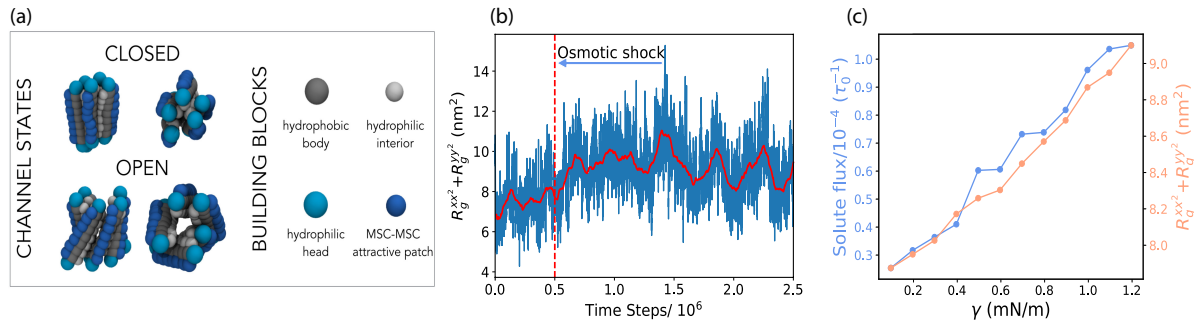 (a)
CHANNEL STATES
CLOSED
OPEN
BUILDING BLOCKS
hydrophobic
body
hydrophilic
interior
hydrophilic
head
MSC-MSC
attractive patch
(b)
Osmotic shock
R_g^{xx^2}+R_g^{yy^2} (nm²)
14
12
10
8
6
4
0.0
0.5
1.0
1.5
2.0
2.5
Time Steps/ 10⁶
(c)
Solute flux/10⁻⁴ (τ₀⁻¹)
1.0
0.9
0.8
0.7
0.6
0.5
0.4
0.3
0.2
0.4
0.6
0.8
1.0
1.2
γ (mN/m)
9.0
8.8
8.6
8.4
8.2
8.0
R_g^{xx^2}+R_g^{yy^2} (nm²)